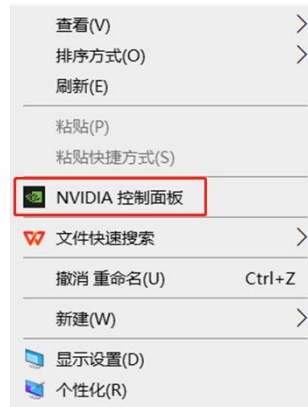 查看(V)
排序方式(O)
刷新(E)
粘贴(P)
粘贴快捷方式(S)
NVIDIA 控制面板
文件快速搜索
撤消 重命名(U) Ctrl+Z
新建(W)
显示设置(D)
个性化(R)